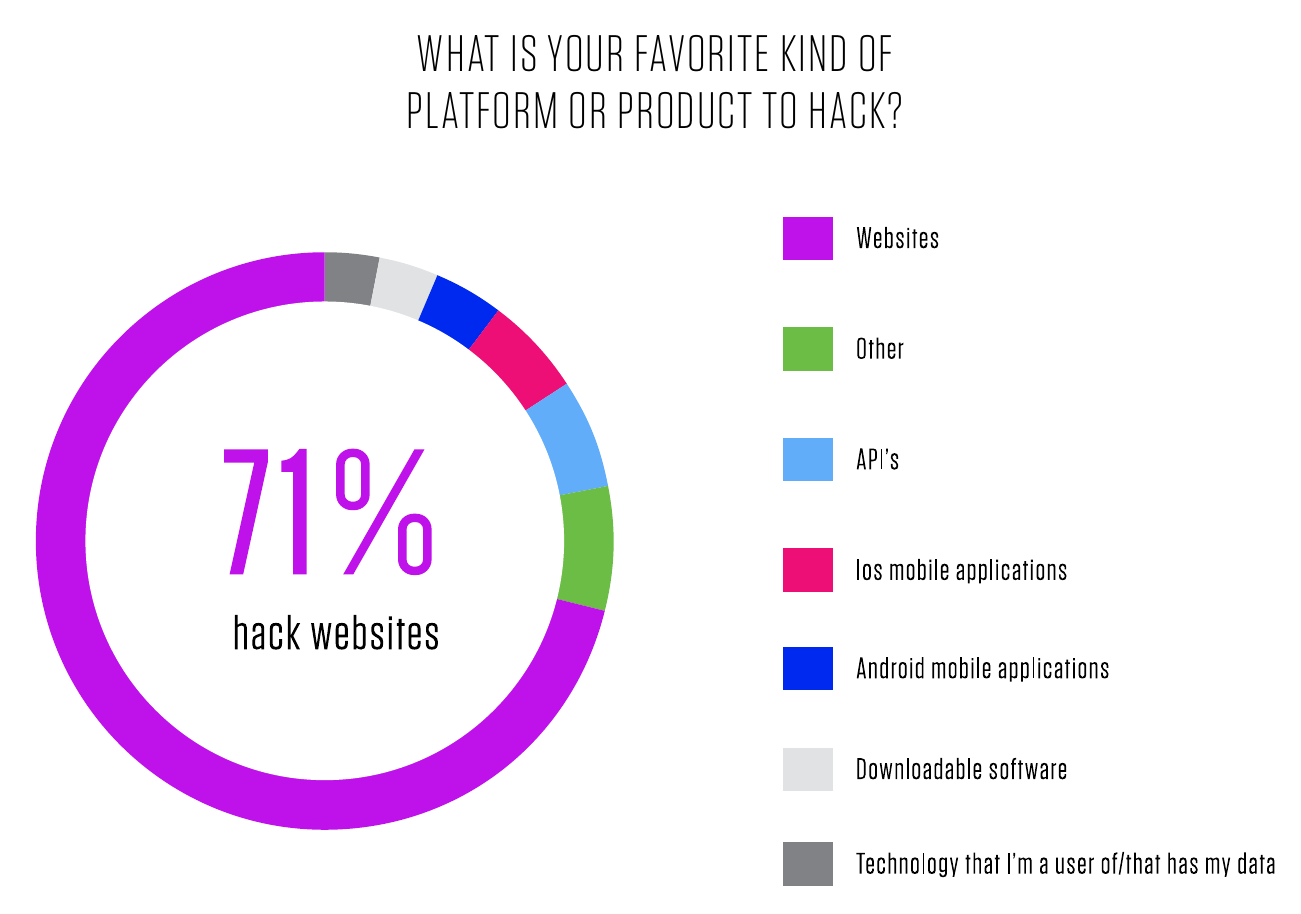 WHAT IS YOUR FAVORITE KIND OF
PLATFORM OR PRODUCT TO HACK?
71%
hack websites
Websites
Other
API's
Ios mobile applications
Android mobile applications
Downloadable software
Technology that I'm a user of/that has my data